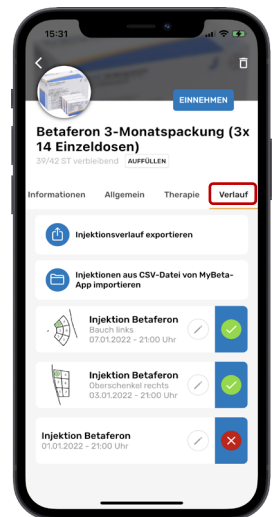 15:31
EINNEHMEN
Betaferon 3-Monatspackung (3x
14 Einzeldosen)
39/42 ST verbleibend AUFFÜLLEN
Informationen Allgemein Therapie Verlauf
Injektionsverlauf exportieren
Injektionen aus CSV-Datei von MyBeta-
App importieren
Injektion Betaferon
Bauch links
07.01.2022 - 21:00 Uhr
Injektion Betaferon
Oberschenkel rechts
03.01.2022 - 21:00 Uhr
Injektion Betaferon
01.01.2022 - 21:00 Uhr